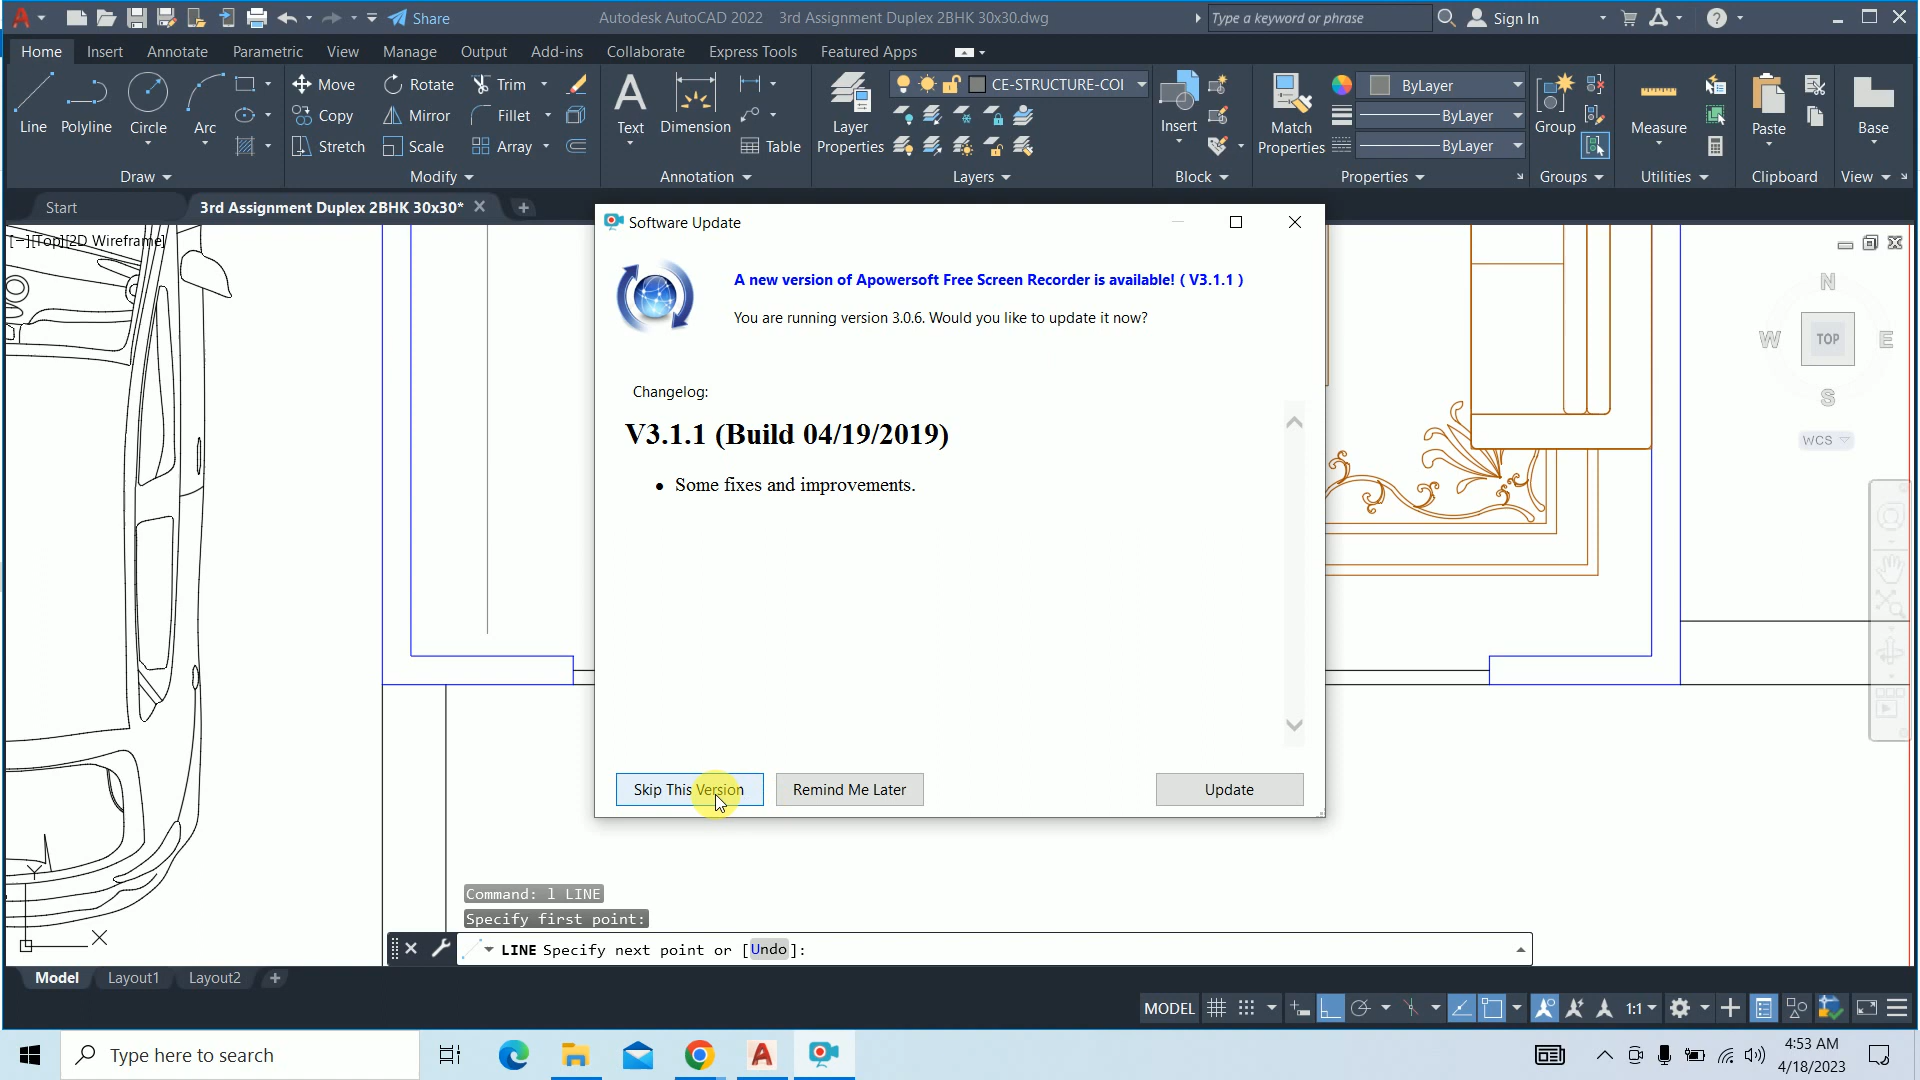 Share
Autodesk AutoCAD 2022 3rd Assignment Duplex 2BHK 30x30.dwg
Type a keyword or phrase
Sign In
Home Insert Annotate Parametric View Manage Output Add-ins Collaborate Express Tools Featured Apps
Line Polyline Circle Arc
Move Rotate Trim
Copy Mirror Fillet
Stretch Scale Array
Text Dimension Table
Layer Properties
CE-STRUCTURE-COL
Insert
Match Properties
ByLayer
ByLayer
ByLayer
Group
Measure
Paste
Base
Draw Modify Annotation Layers Block Properties Groups Utilities Clipboard View
Start 3rd Assignment Duplex 2BHK 30x30*
[−][Top][2D Wireframe]
Software Update
A new version of Apowersoft Free Screen Recorder is available! ( V3.1.1 )
You are running version 3.0.6. Would you like to update it now?
Changelog:
V3.1.1 (Build 04/19/2019)
• Some fixes and improvements.
Skip This Version Remind Me Later Update
N
W TOP E
S
WCS
Y
X
Command: l LINE
Specify first point:
LINE Specify next point or [Undo]:
Model Layout1 Layout2
MODEL 1:1
Type here to search
4:53 AM
4/18/2023